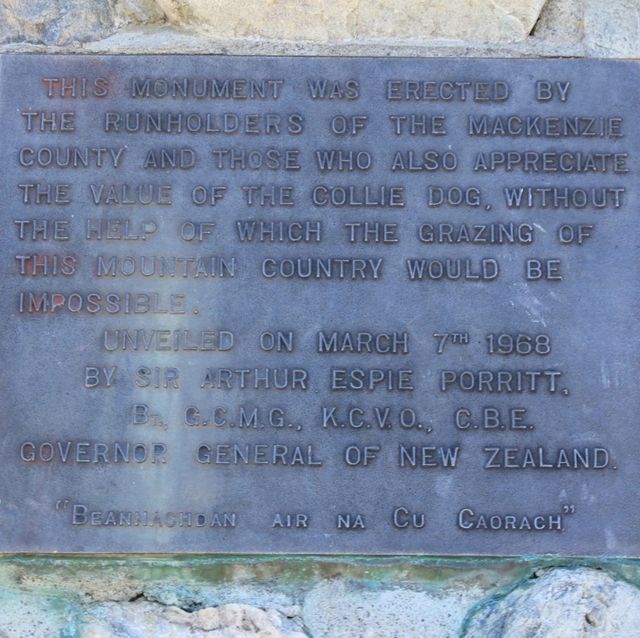 THIS MONUMENT WAS ERECTED BY
THE RUNHOLDERS OF THE MACKENZIE
COUNTY AND THOSE WHO ALSO APPRECIATE
THE VALUE OF THE COLLIE DOG, WITHOUT
THE HELP OF WHICH THE GRAZING OF
THIS MOUNTAIN COUNTRY WOULD BE
IMPOSSIBLE.
UNVEILED ON MARCH 7TH 1968
BY SIR ARTHUR ESPIE PORRITT,
BT., G.C.M.G., K.C.V.O., C.B.E.
GOVERNOR GENERAL OF NEW ZEALAND.
"BEANNACHDAN AIR NA CU CAORACH"